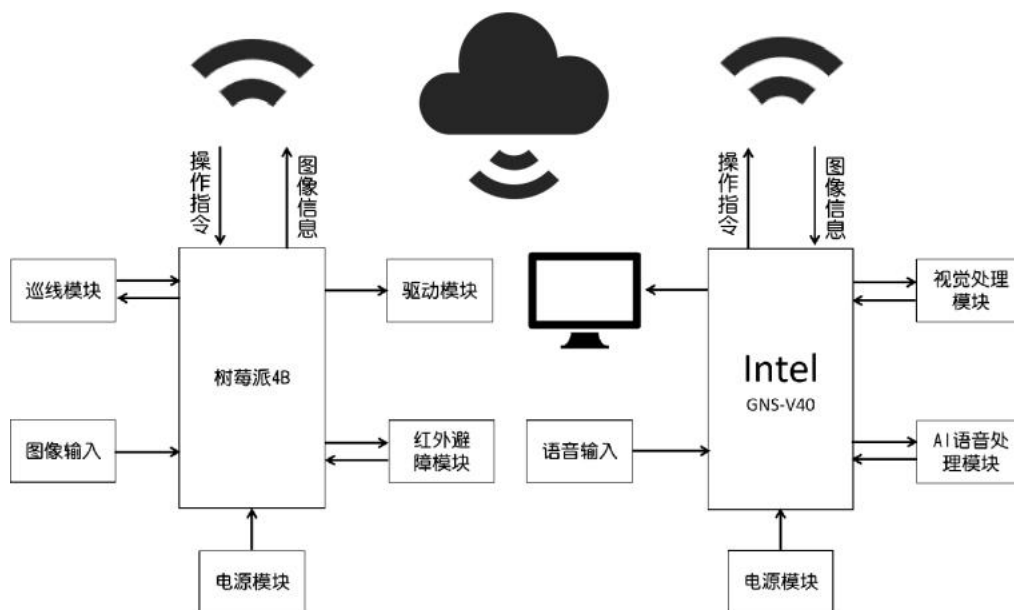 操作指令
图像信息
操作指令
图像信息
巡线模块
驱动模块
视觉处理
模块
树莓派4B
Intel
GNS-V40
图像输入
红外避
障模块
语音输入
AI语音处
理模块
电源模块
电源模块